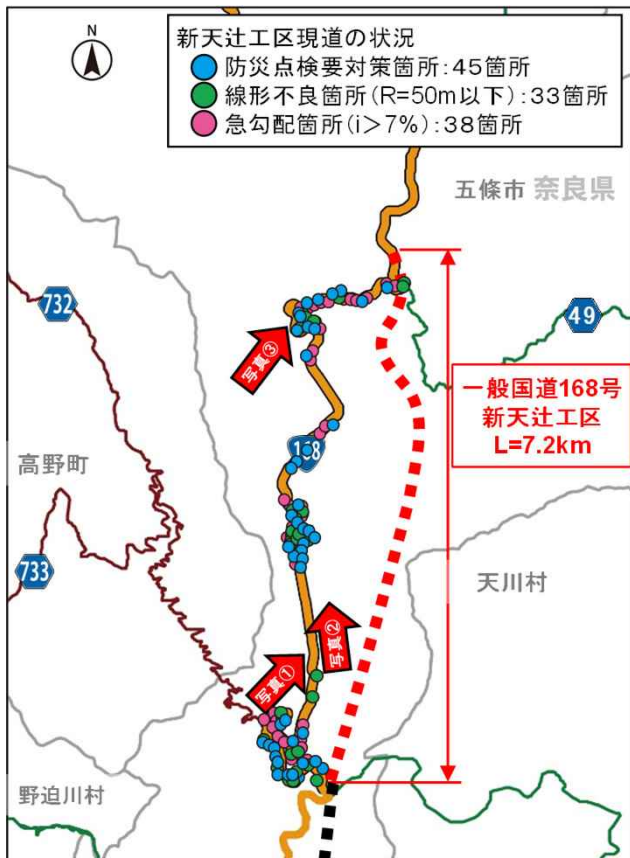 N
新天辻工区現道の状況
防災点検要対策箇所:45箇所
線形不良箇所(R=50m以下):33箇所
急勾配箇所(i>7%):38箇所
五條市 奈良県
732
49
写真③
一般国道168号
新天辻工区
L=7.2km
168
高野町
733
天川村
写真②
写真①
野迫川村